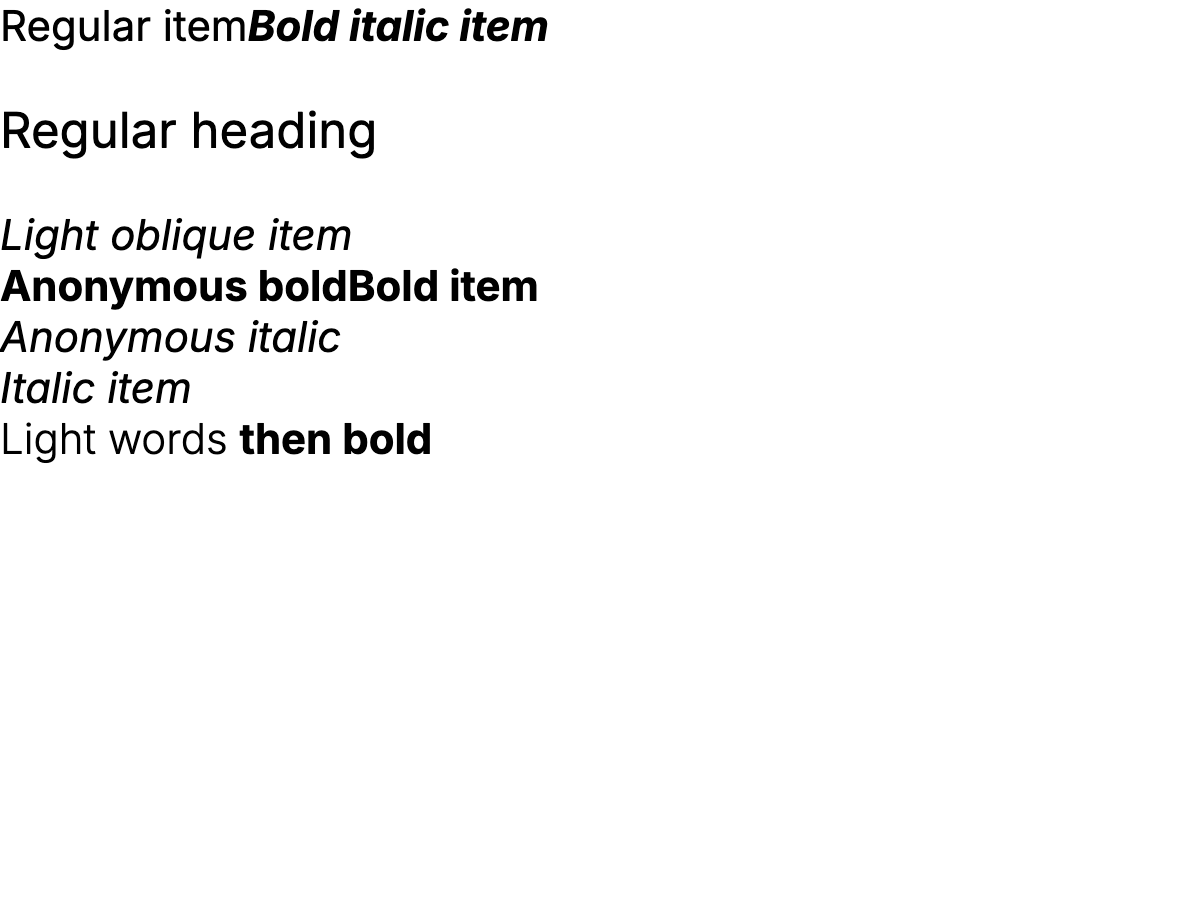 Regular itemBold italic item
Regular heading
Light oblique item
Anonymous boldBold item
Anonymous italic
Italic item
Light words then bold